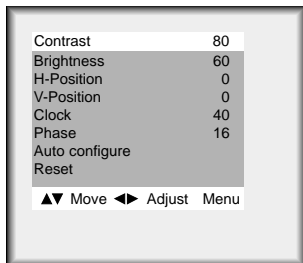 Contrast 80
Brightness 60
H-Position 0
V-Position 0
Clock 40
Phase 16
Auto configure
Reset
▲▼ Move ◀▶ Adjust Menu